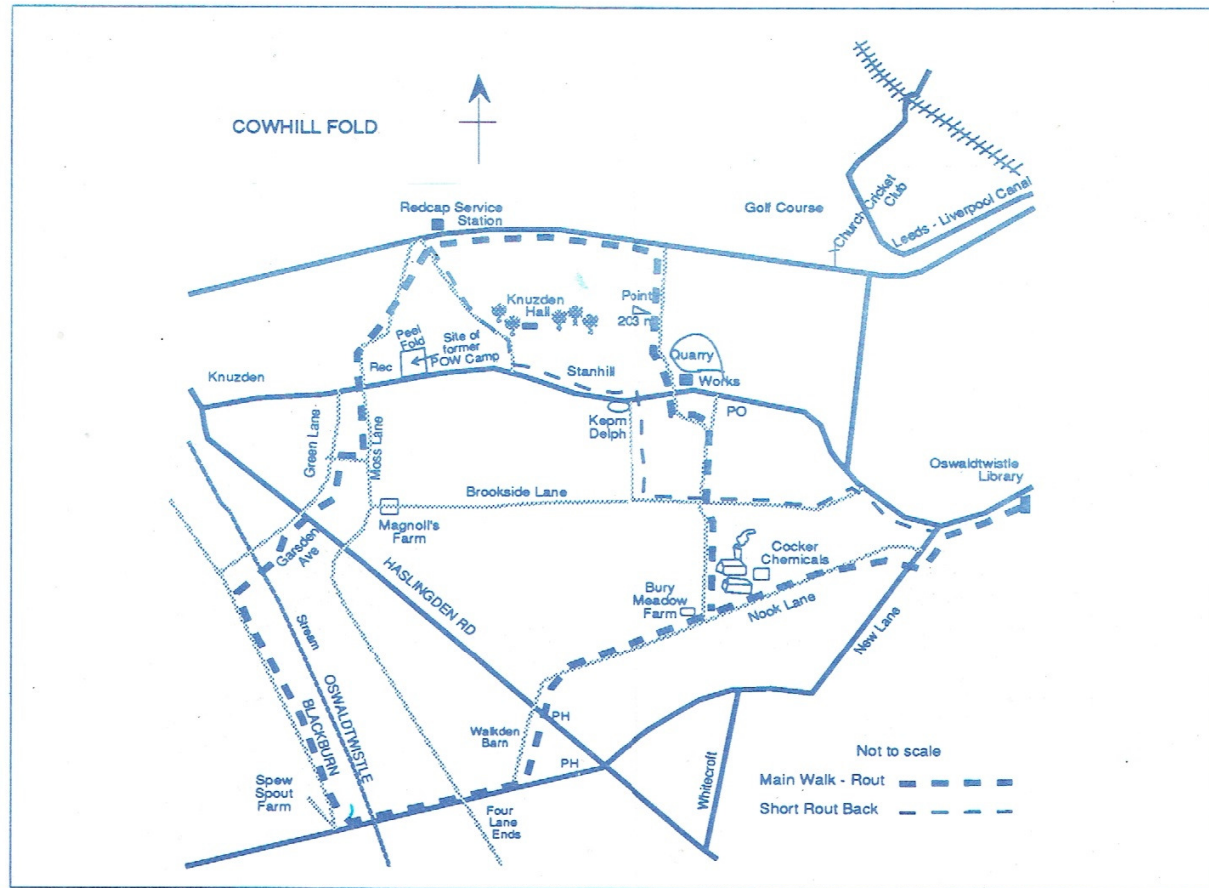 COWHILL FOLD
Redcap Service
Station
Golf Course
Church Cricket
Club
Leeds - Liverpool Canal
Knuzden
Hall
Point
203 m
Peel
Fold
Site of
former
POW Camp
Rec
Quarry
Stanhill
Works
Knuzden
PO
Kepm
Delph
Green Lane
Moss Lane
Oswaldtwistle
Library
Brookside Lane
Magnoll's
Farm
Garsden
Ave
HASLINGDEN RD
Cocker
Chemicals
Bury
Meadow
Farm
Nook Lane
New Lane
Stream
OSWALDTWISTLE
BLACKBURN
PH
Walkden
Barn
PH
Whitecroft
Not to scale
Spew
Spout
Farm
Four
Lane
Ends
Main Walk - Rout
Short Rout Back